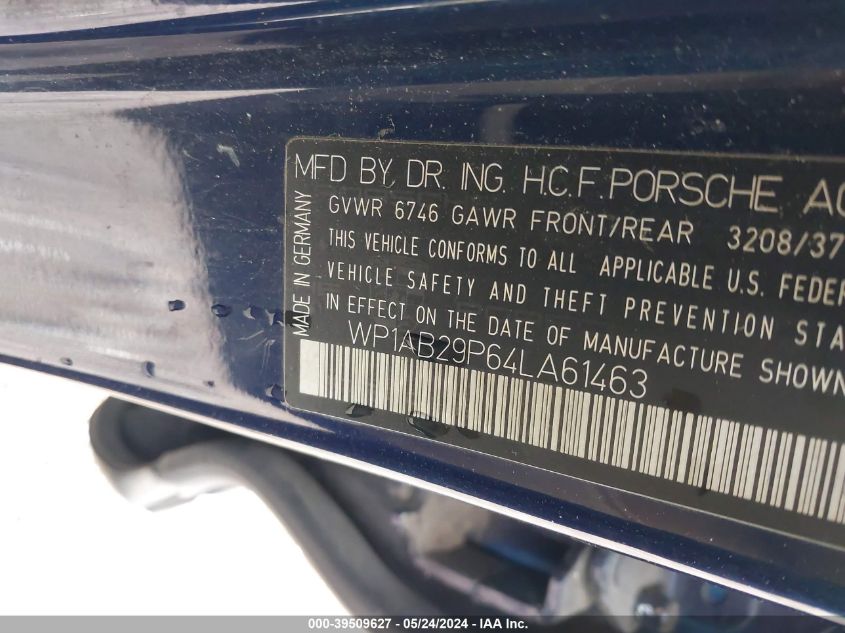 MFD BY DR. ING. H.C.F. PORSCHE AG
MADE IN GERMANY
GVWR 6746 GAWR FRONT/REAR 3208/37
THIS VEHICLE CONFORMS TO ALL APPLICABLE U.S. FEDER
VEHICLE SAFETY AND THEFT PREVENTION STA
IN EFFECT ON THE DATE OF MANUFACTURE SHOWN
WP1AB29P64LA61463
000-39509627 - 05/24/2024 - IAA Inc.